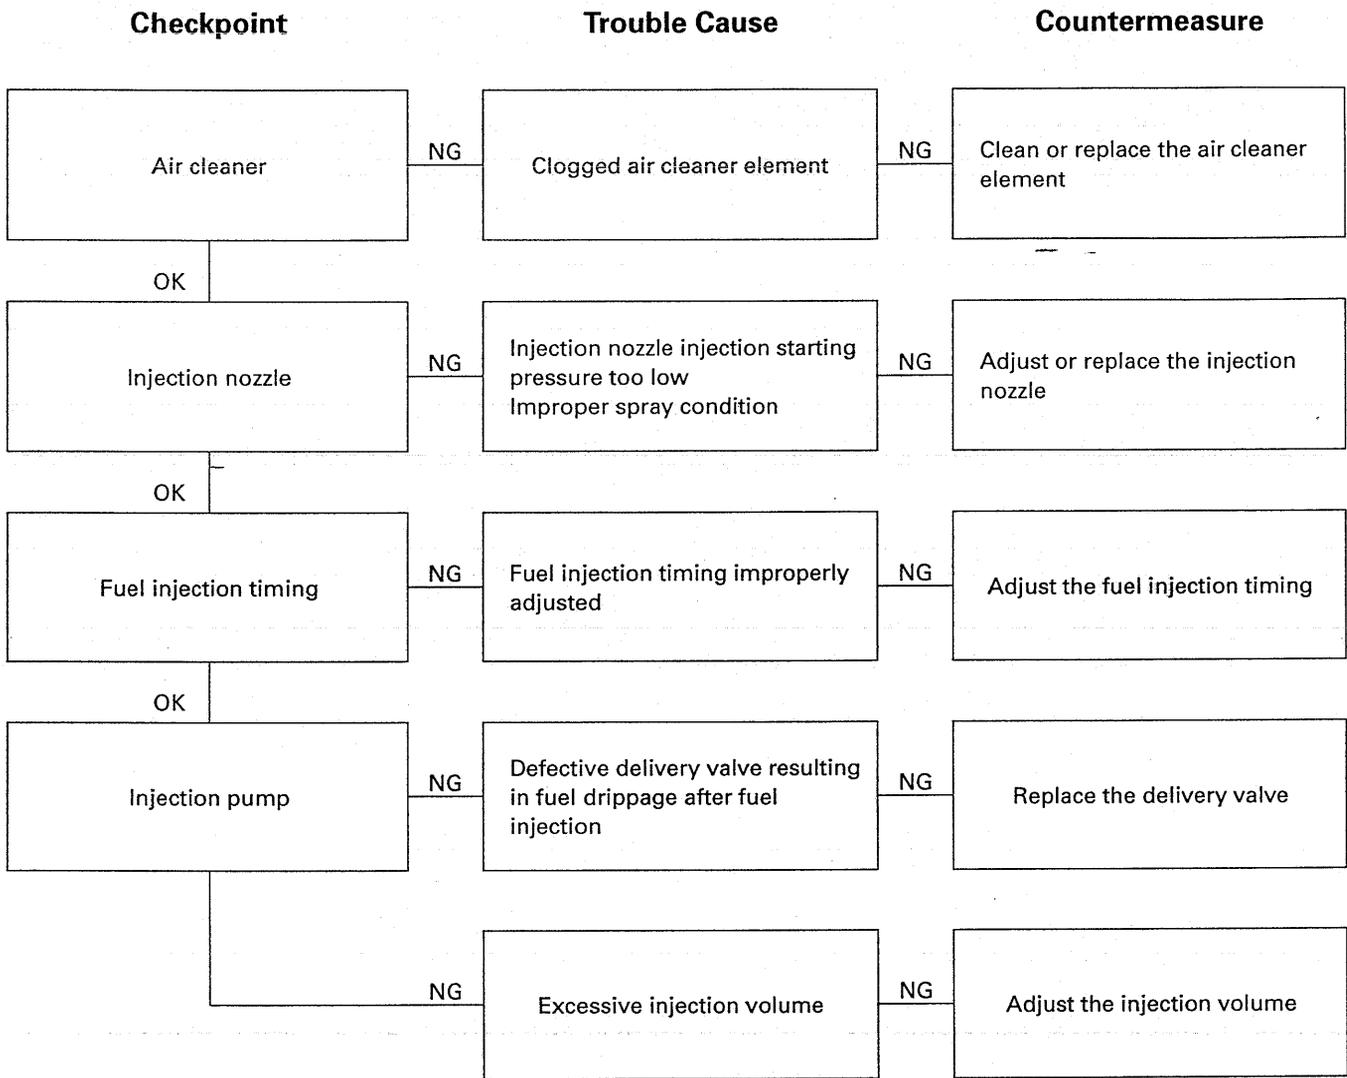 Checkpoint
Trouble Cause
Countermeasure
Air cleaner
NG
Clogged air cleaner element
NG
Clean or replace the air cleaner
element
OK
Injection nozzle
NG
Injection nozzle injection starting
pressure too low
Improper spray condition
NG
Adjust or replace the injection
nozzle
OK
Fuel injection timing
NG
Fuel injection timing improperly
adjusted
NG
Adjust the fuel injection timing
OK
Injection pump
NG
Defective delivery valve resulting
in fuel drippage after fuel
injection
NG
Replace the delivery valve
NG
Excessive injection volume
NG
Adjust the injection volume